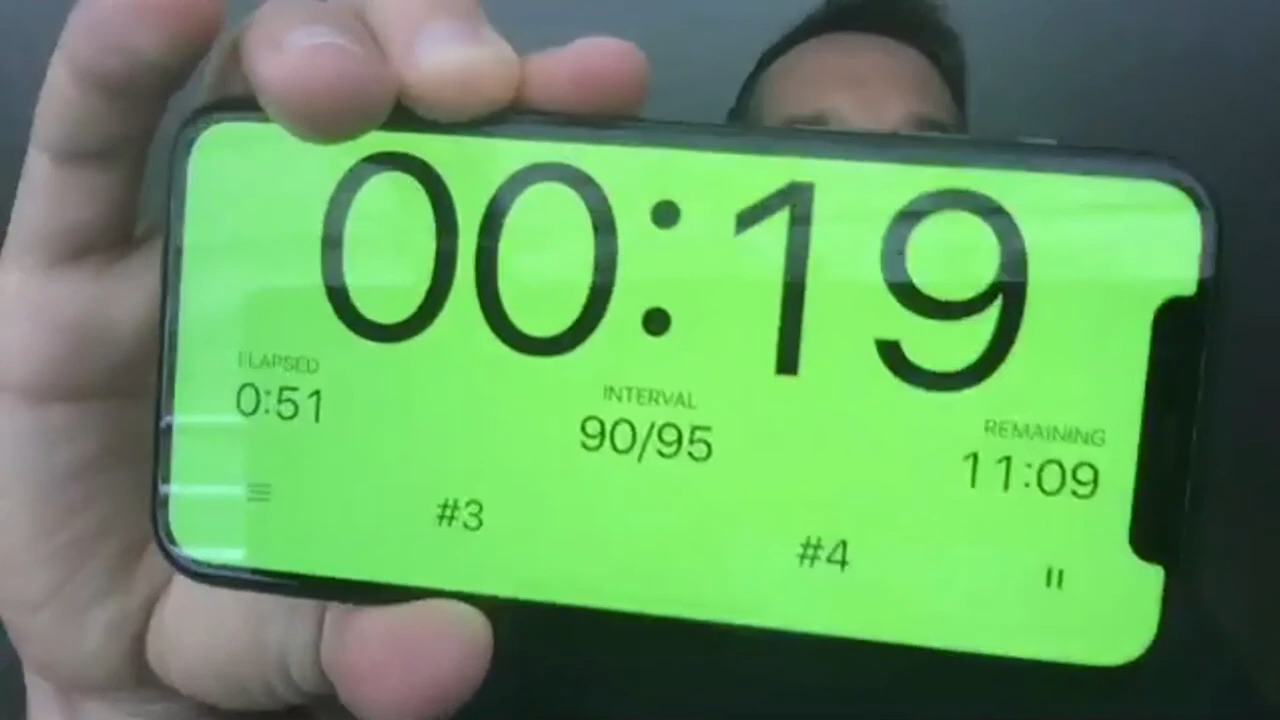 00:19
ELAPSED
0:51
INTERVAL
90/95
REMAINING
11:09
#3
#4